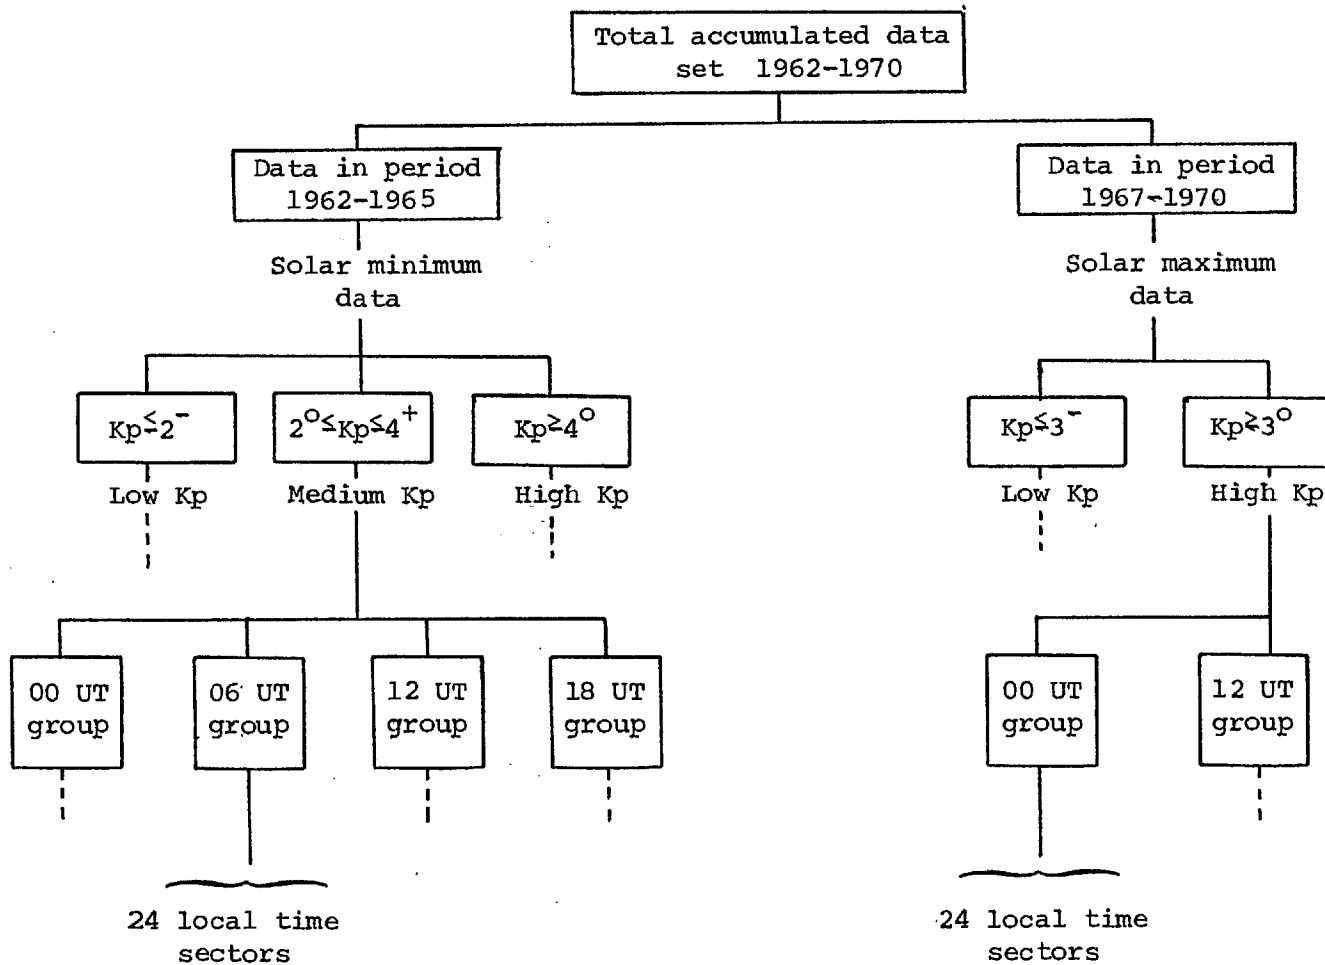 Total accumulated data
set 1962-1970
Data in period
1962-1965
Data in period
1967-1970
Solar minimum
data
Solar maximum
data
Kp≤2⁻
2⁰≤Kp≤4⁺
Kp≥4⁰
Kp≤3⁻
Kp≥3⁰
Low Kp
Medium Kp
High Kp
Low Kp
High Kp
00 UT
group
06 UT
group
12 UT
group
18 UT
group
00 UT
group
12 UT
group
24 local time
sectors
24 local time
sectors